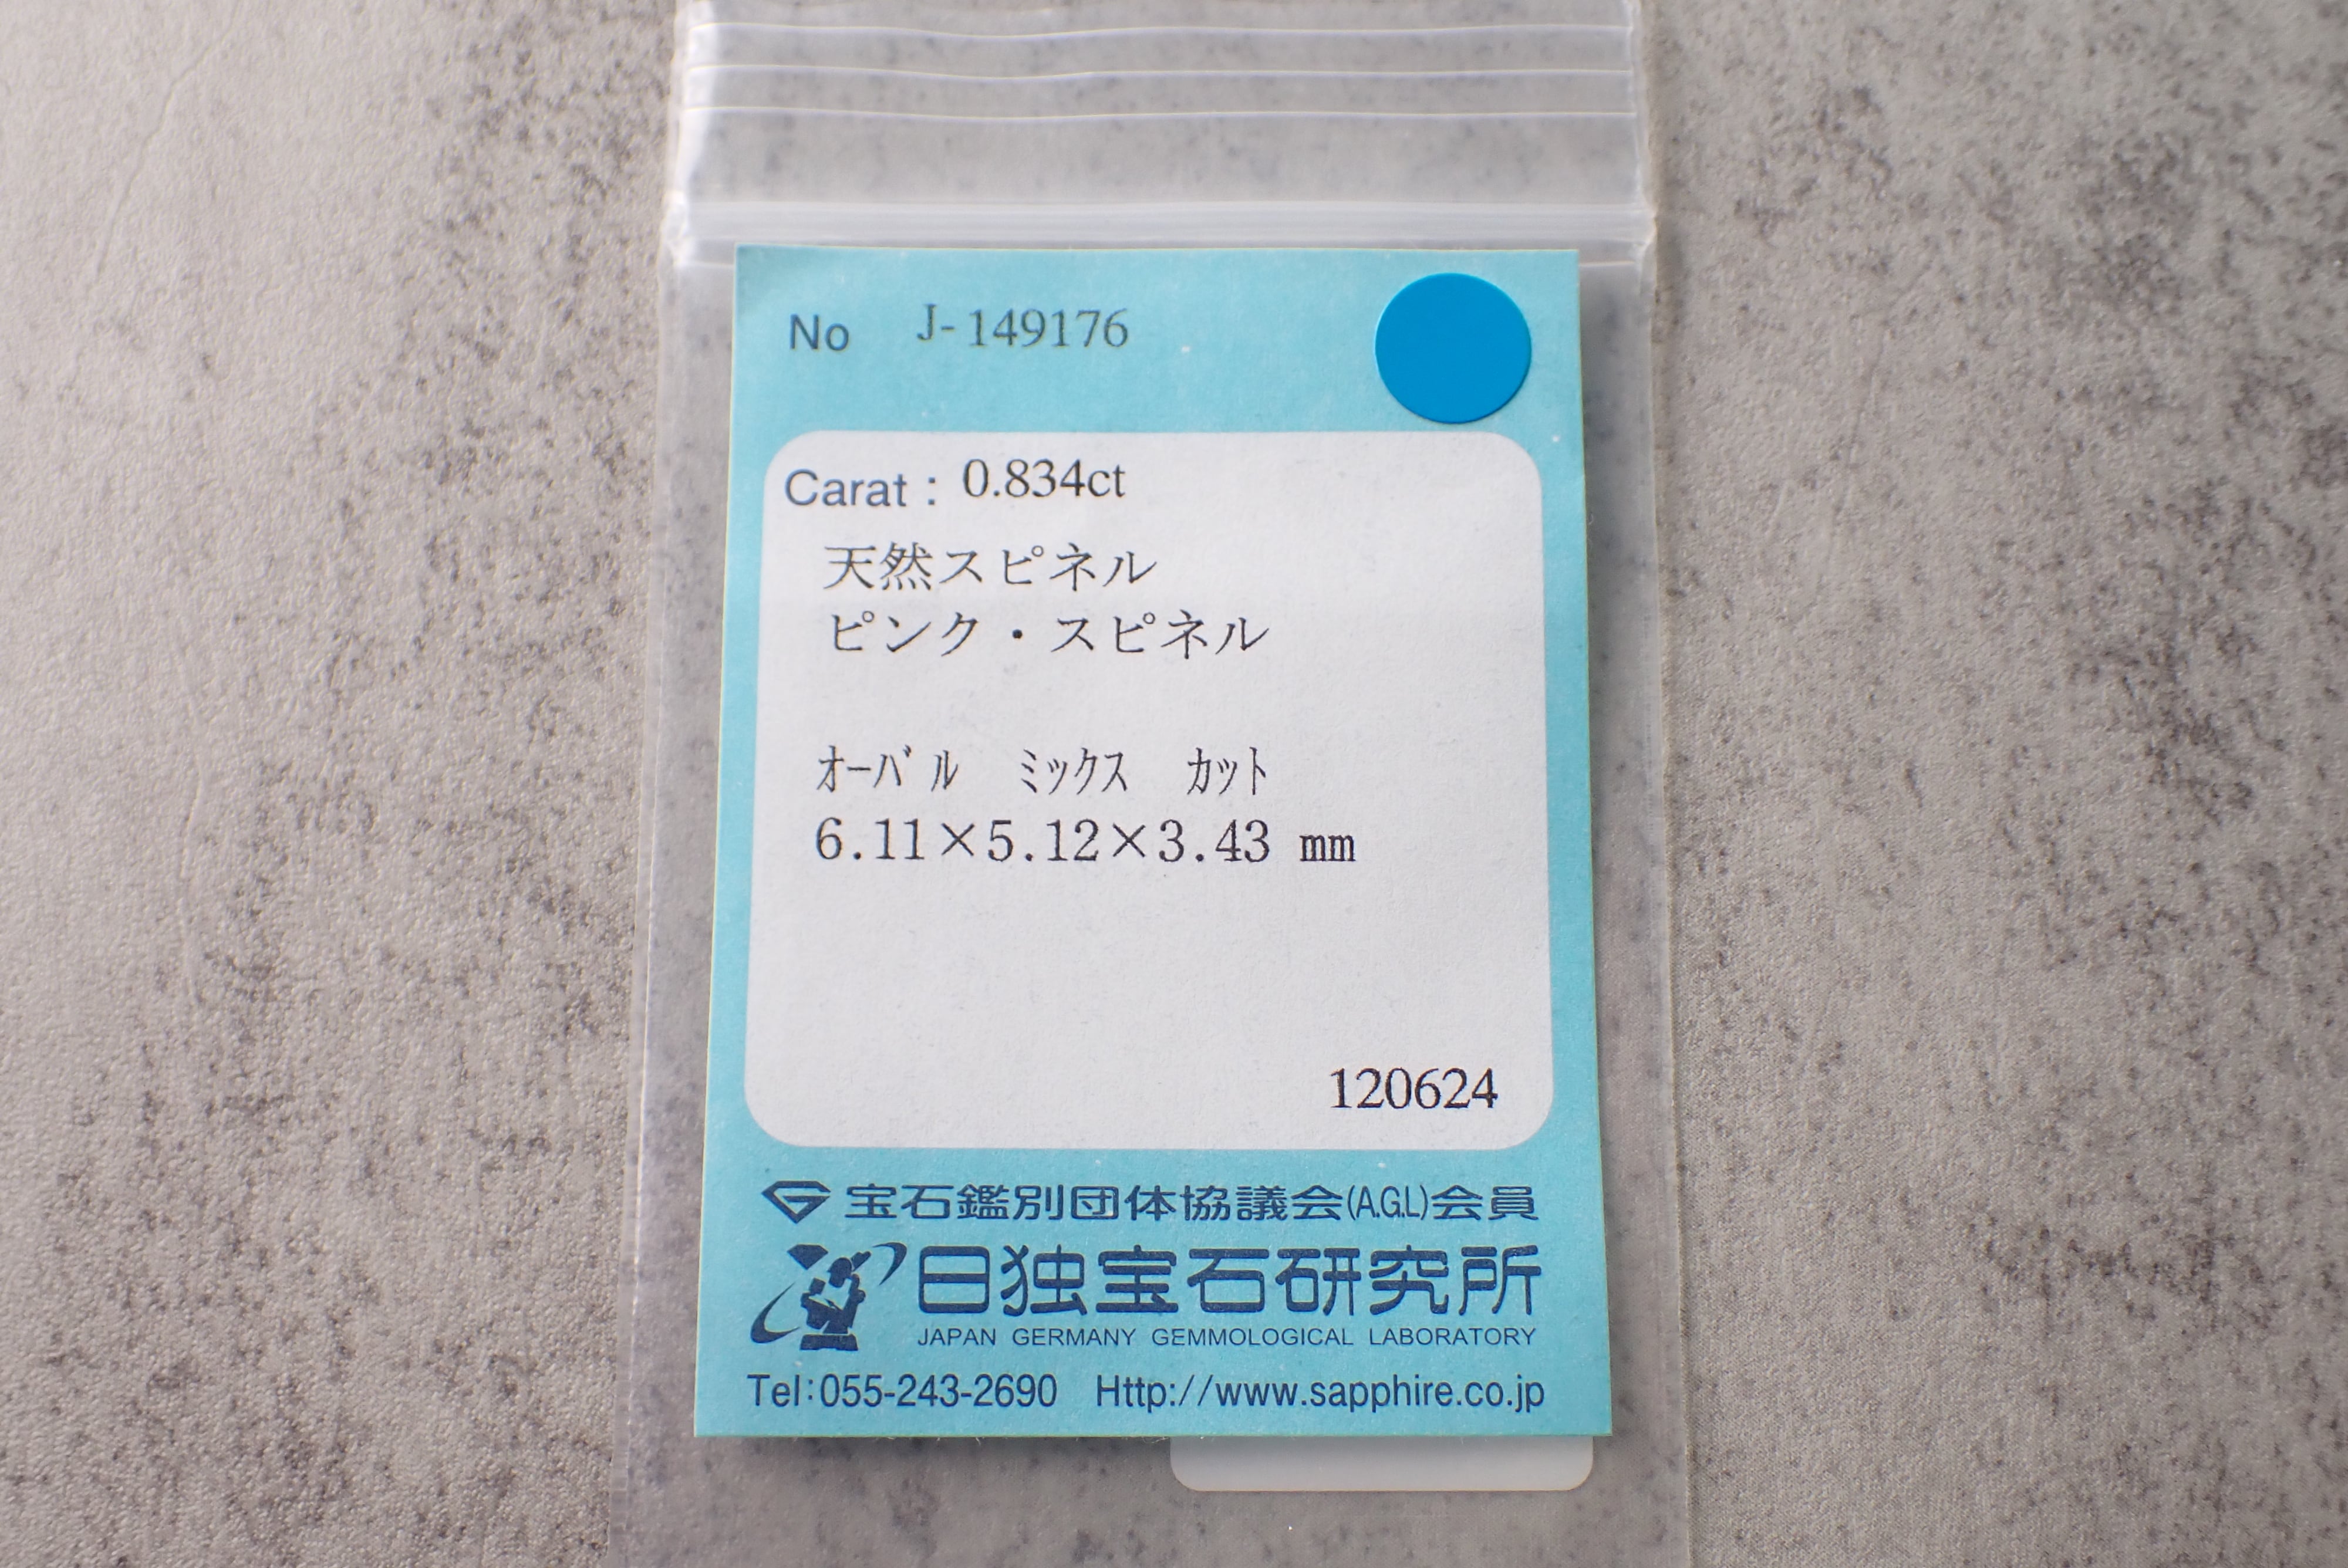 No J-149176
Carat : 0.834ct
天然スピネル
ピンク・スピネル
オーバル ミックス カット
6.11×5.12×3.43 mm
120624
宝石鑑別団体協議会(A.G.L)会員
日独宝石研究所
JAPAN GERMANY GEMMOLOGICAL LABORATORY
Tel:055-243-2690 Http://www.sapphire.co.jp